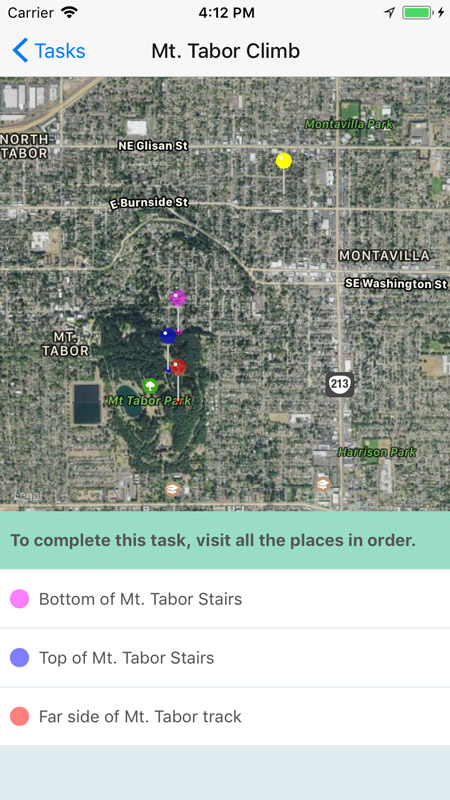 Carrier 4:12 PM
Tasks Mt. Tabor Climb
Montavilla Park
NORTH
TABOR
NE Glisan St
E Burnside St
MONTAVILLA
SE Washington St
MT.
TABOR
213
Mt Tabor Park
Harrison Park
Legal
To complete this task, visit all the places in order.
Bottom of Mt. Tabor Stairs
Top of Mt. Tabor Stairs
Far side of Mt. Tabor track